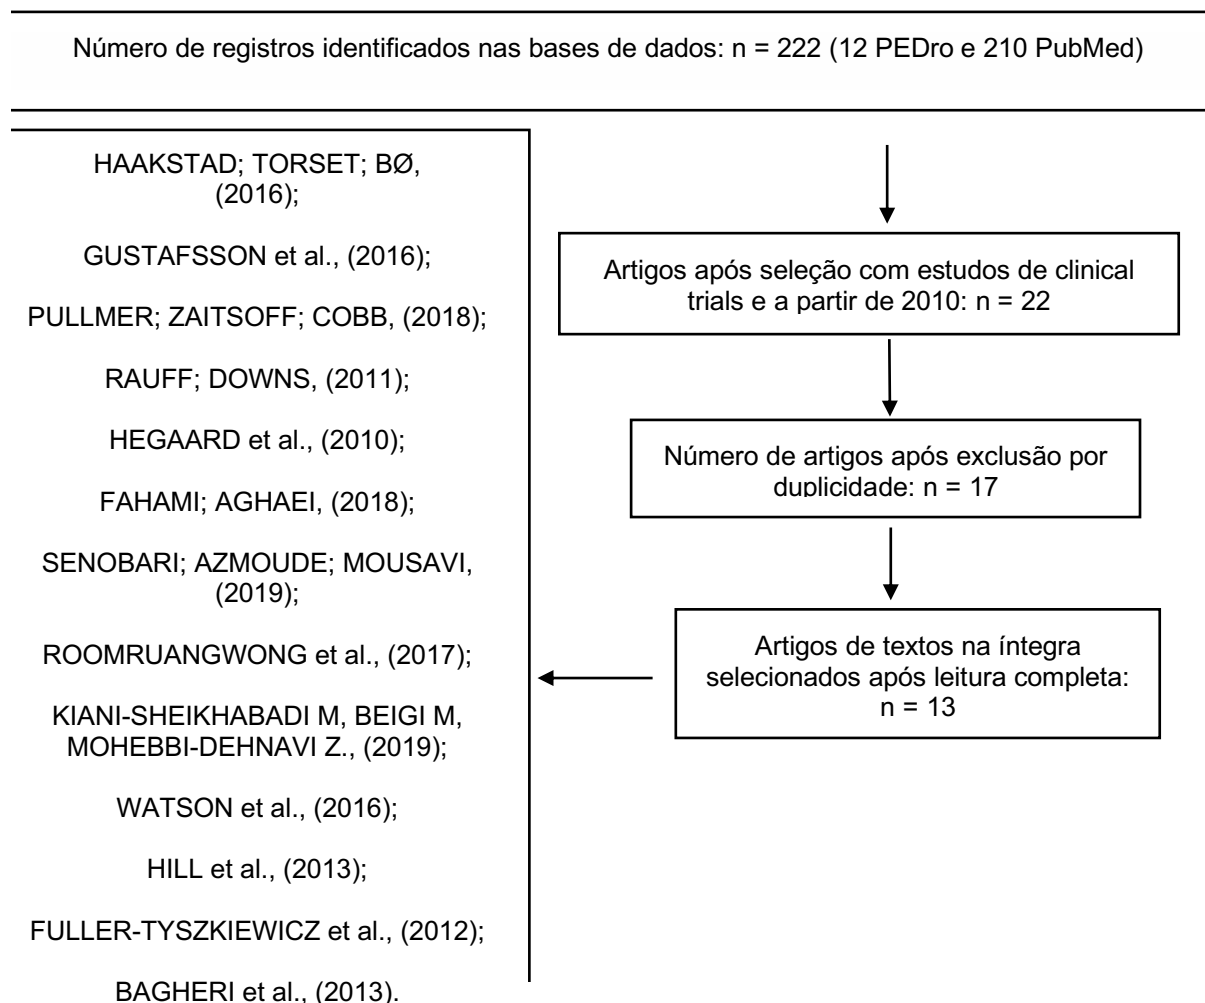 Número de registros identificados nas bases de dados: n = 222 (12 PEDro e 210 PubMed)
Artigos após seleção com estudos de clinical
trials e a partir de 2010: n = 22
Número de artigos após exclusão por
duplicidade: n = 17
Artigos de textos na íntegra
selecionados após leitura completa:
n = 13
HAAKSTAD; TORSET; BØ,
(2016);
GUSTAFSSON et al., (2016);
PULLMER; ZAITSOFF; COBB, (2018);
RAUFF; DOWNS, (2011);
HEGAARD et al., (2010);
FAHAMI; AGHAEI, (2018);
SENOBARI; AZMOUDE; MOUSAVI,
(2019);
ROOMRUANGWONG et al., (2017);
KIANI-SHEIKHABADI M, BEIGI M,
MOHEBBI-DEHNAVI Z., (2019);
WATSON et al., (2016);
HILL et al., (2013);
FULLER-TYSZKIEWICZ et al., (2012);
BAGHERI et al., (2013).